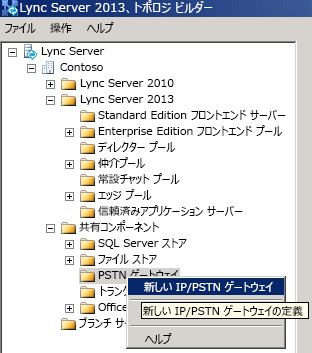 Lync Server 2013、トポロジ ビルダー
ファイル 操作 ヘルプ
Lync Server
Contoso
Lync Server 2010
Lync Server 2013
Standard Edition フロントエンド サーバー
Enterprise Edition フロントエンド プール
ディレクター プール
仲介プール
常設チャット プール
エッジ プール
信頼済みアプリケーション サーバー
共有コンポーネント
SQL Server ストア
ファイル ストア
PSTN ゲートウェイ
新しい IP/PSTN ゲートウェイ
トランク
新しい IP/PSTN ゲートウェイの定義
Office
ブランチ サ
ヘルプ